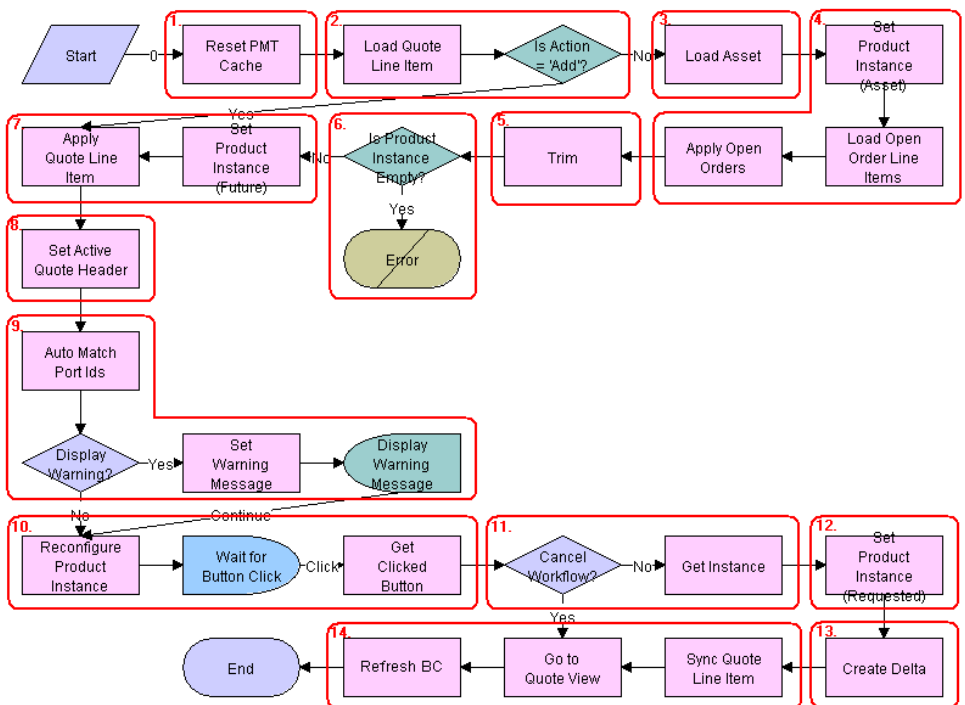 1.
2.
3.
4.
Start
0
Reset PMT
Cache
Load Quote
Line Item
Is Action
= 'Add'?
No
Load Asset
Set
Product
Instance
(Asset)
Yes
7.
Apply
Quote Line
Item
Set
Product
Instance
(Future)
No
6.
Is Product
Instance
Empty?
5.
Trim
Apply Open
Orders
Load Open
Order Line
Items
Yes
Error
8.
Set Active
Quote Header
9.
Auto Match
Port Ids
Display
Warning?
Yes
Set
Warning
Message
Display
Warning
Message
No
Continue
10.
Reconfigure
Product
Instance
Wait for
Button Click
Click
Get
Clicked
Button
11.
Cancel
Workflow?
No
Get Instance
12.
Set
Product
Instance
(Requested)
Yes
14.
End
Refresh BC
Go to
Quote View
Sync Quote
Line Item
13.
Create Delta